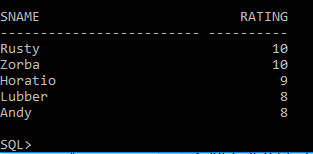 SNAME RATING
-------------------------- ----------
Rusty 10
Zorba 10
Horatio 9
Lubber 8
Andy 8
SQL>